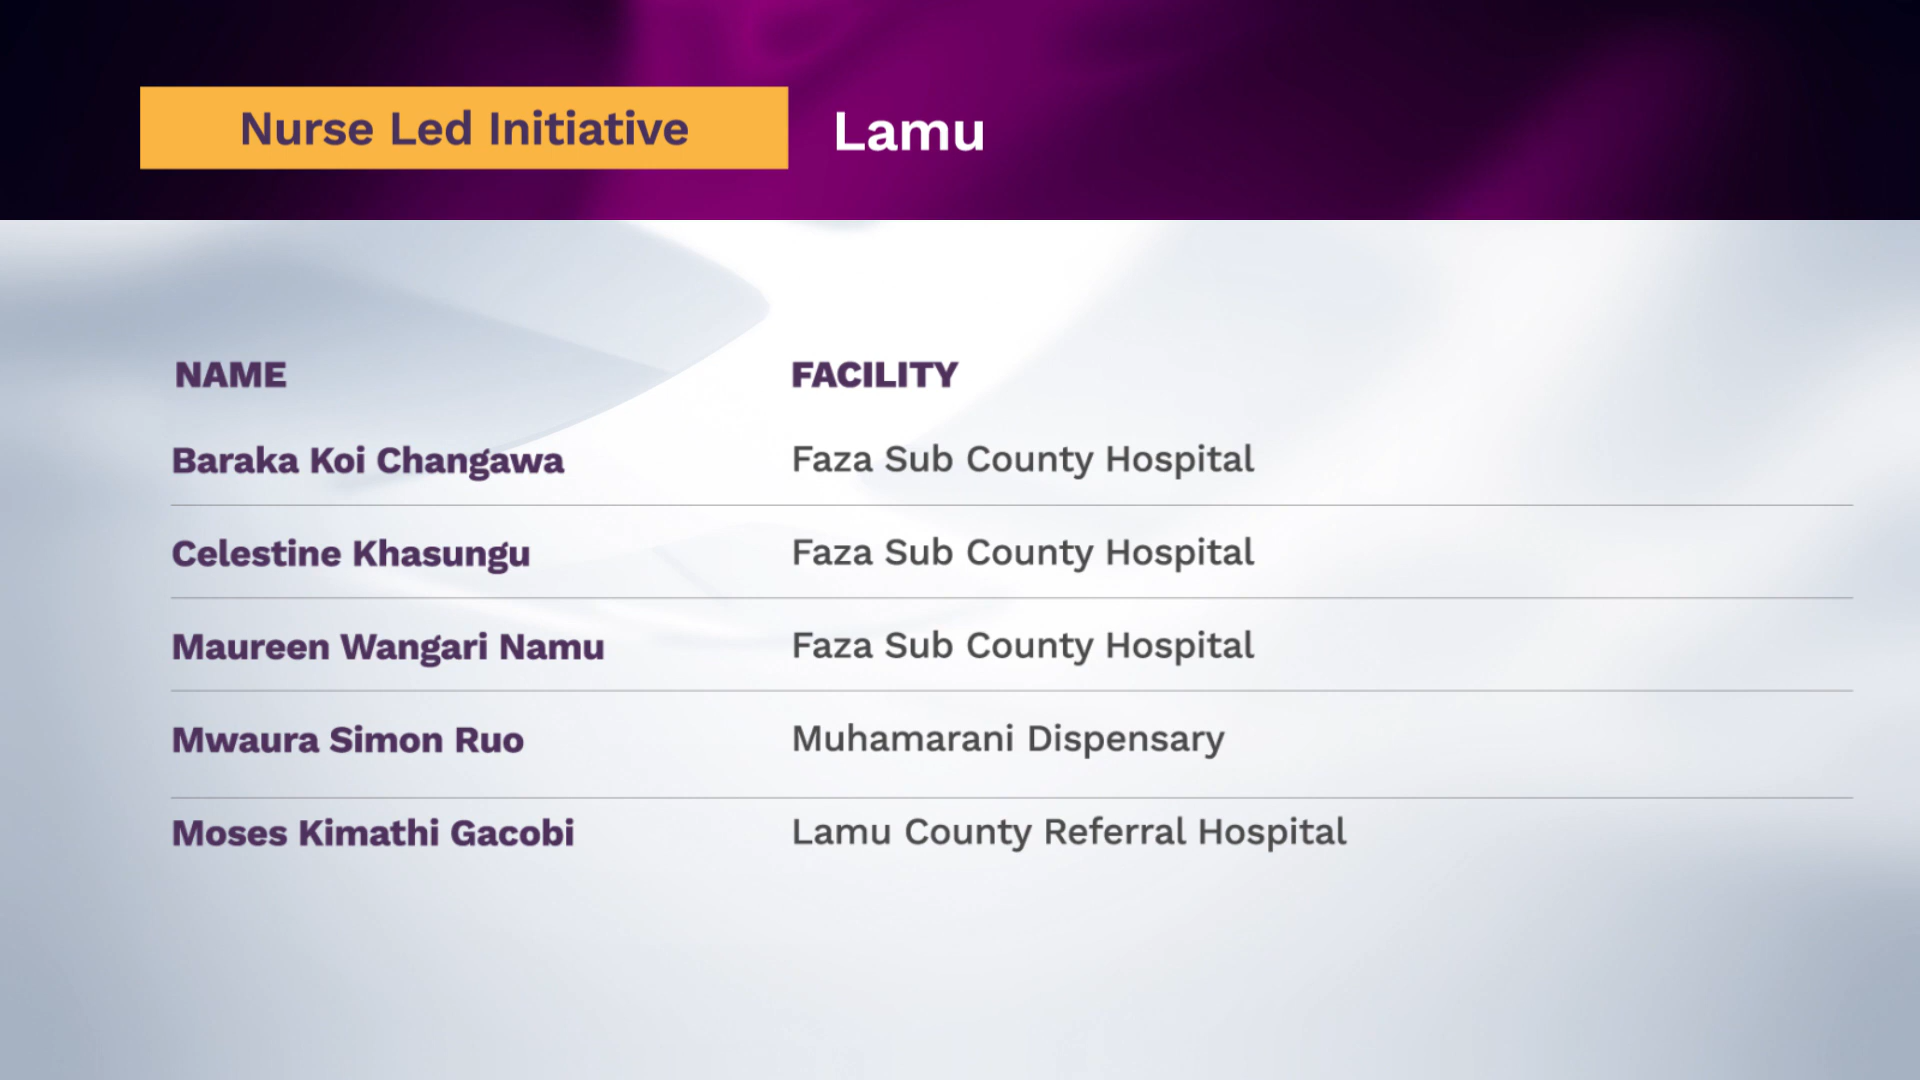 Nurse Led Initiative
Lamu
NAME FACILITY
Baraka Koi Changawa Faza Sub County Hospital
Celestine Khasungu Faza Sub County Hospital
Maureen Wangari Namu Faza Sub County Hospital
Mwaura Simon Ruo Muhamarani Dispensary
Moses Kimathi Gacobi Lamu County Referral Hospital